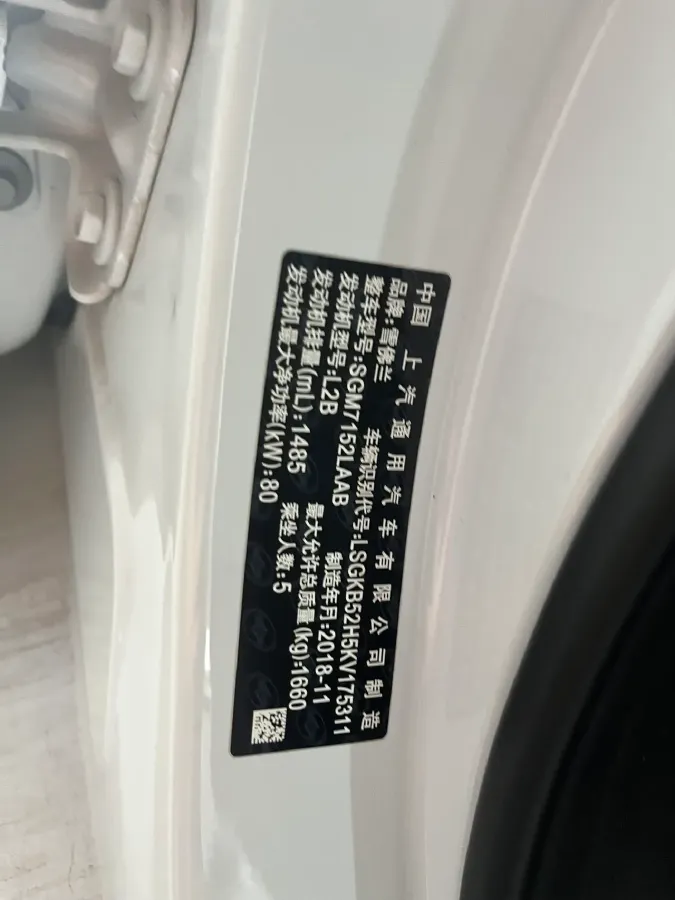 中国 上汽通用汽车有限公司制造
品牌:雪佛兰 车辆识别代号:LSGKB52H5KV175311
整车型号:SGM7152LAAB
发动机型号:L2B 制造年月:2018-11
发动机排量(mL):1485 最大允许总质量(kg):1660
发动机最大净功率(kW):80 乘坐人数:5